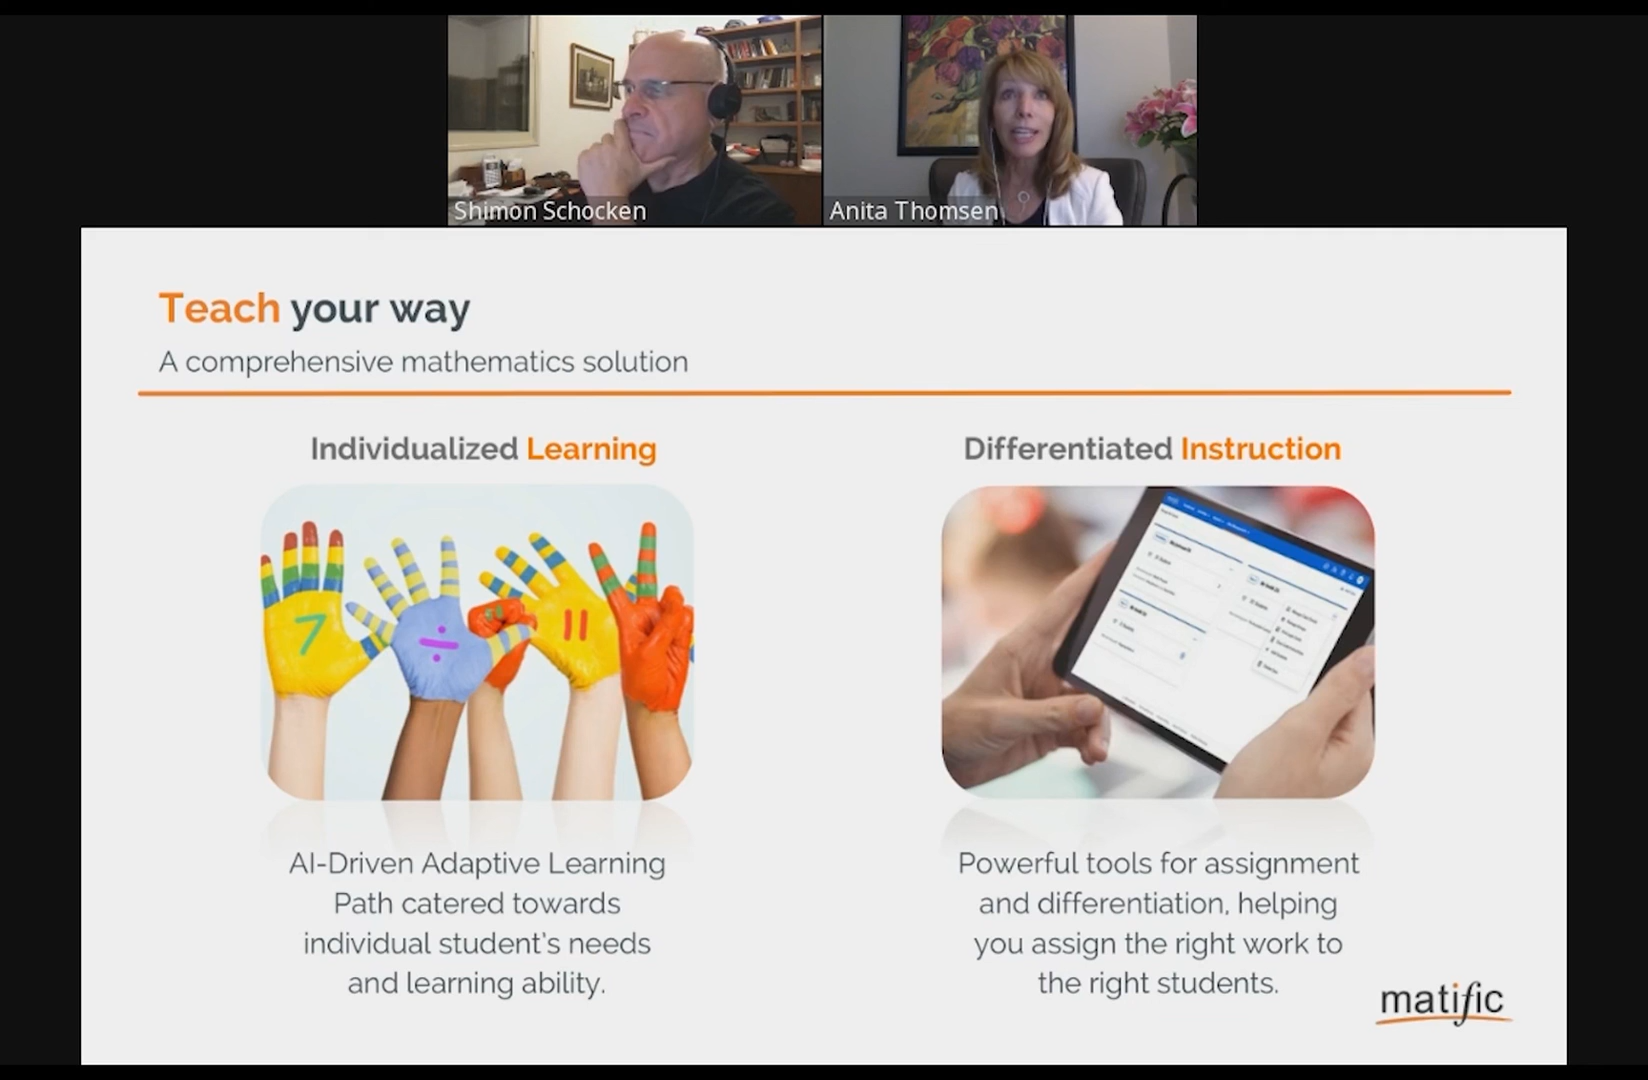 Shimon Schocken
Anita Thomsen
Teach your way
A comprehensive mathematics solution
Individualized Learning
Differentiated Instruction
7
÷
11
AI-Driven Adaptive Learning
Path catered towards
individual student's needs
and learning ability.
Powerful tools for assignment
and differentiation, helping
you assign the right work to
the right students.
matific